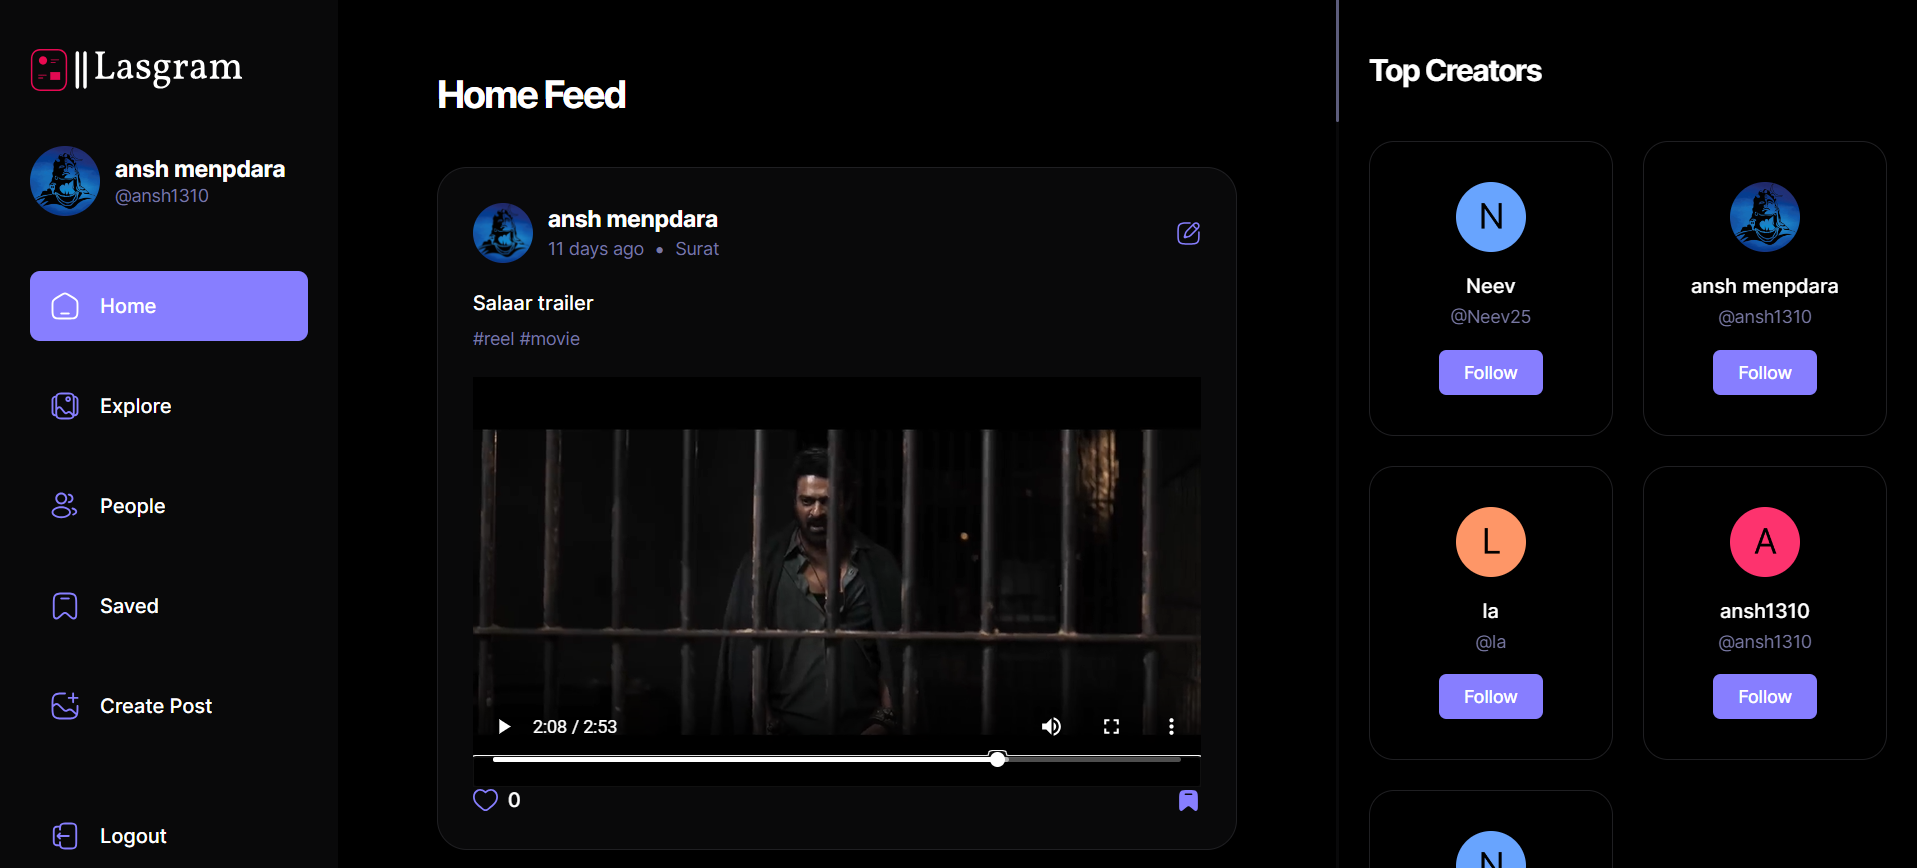 Lasgram
ansh menpdara
@ansh1310
Home
Explore
People
Saved
Create Post
Logout
Home Feed
ansh menpdara
11 days ago • Surat
Salaar trailer
#reel #movie
2:08 / 2:53
0
Top Creators
N
Neev
@Neev25
Follow
ansh menpdara
@ansh1310
Follow
L
la
@la
Follow
A
ansh1310
@ansh1310
Follow
N